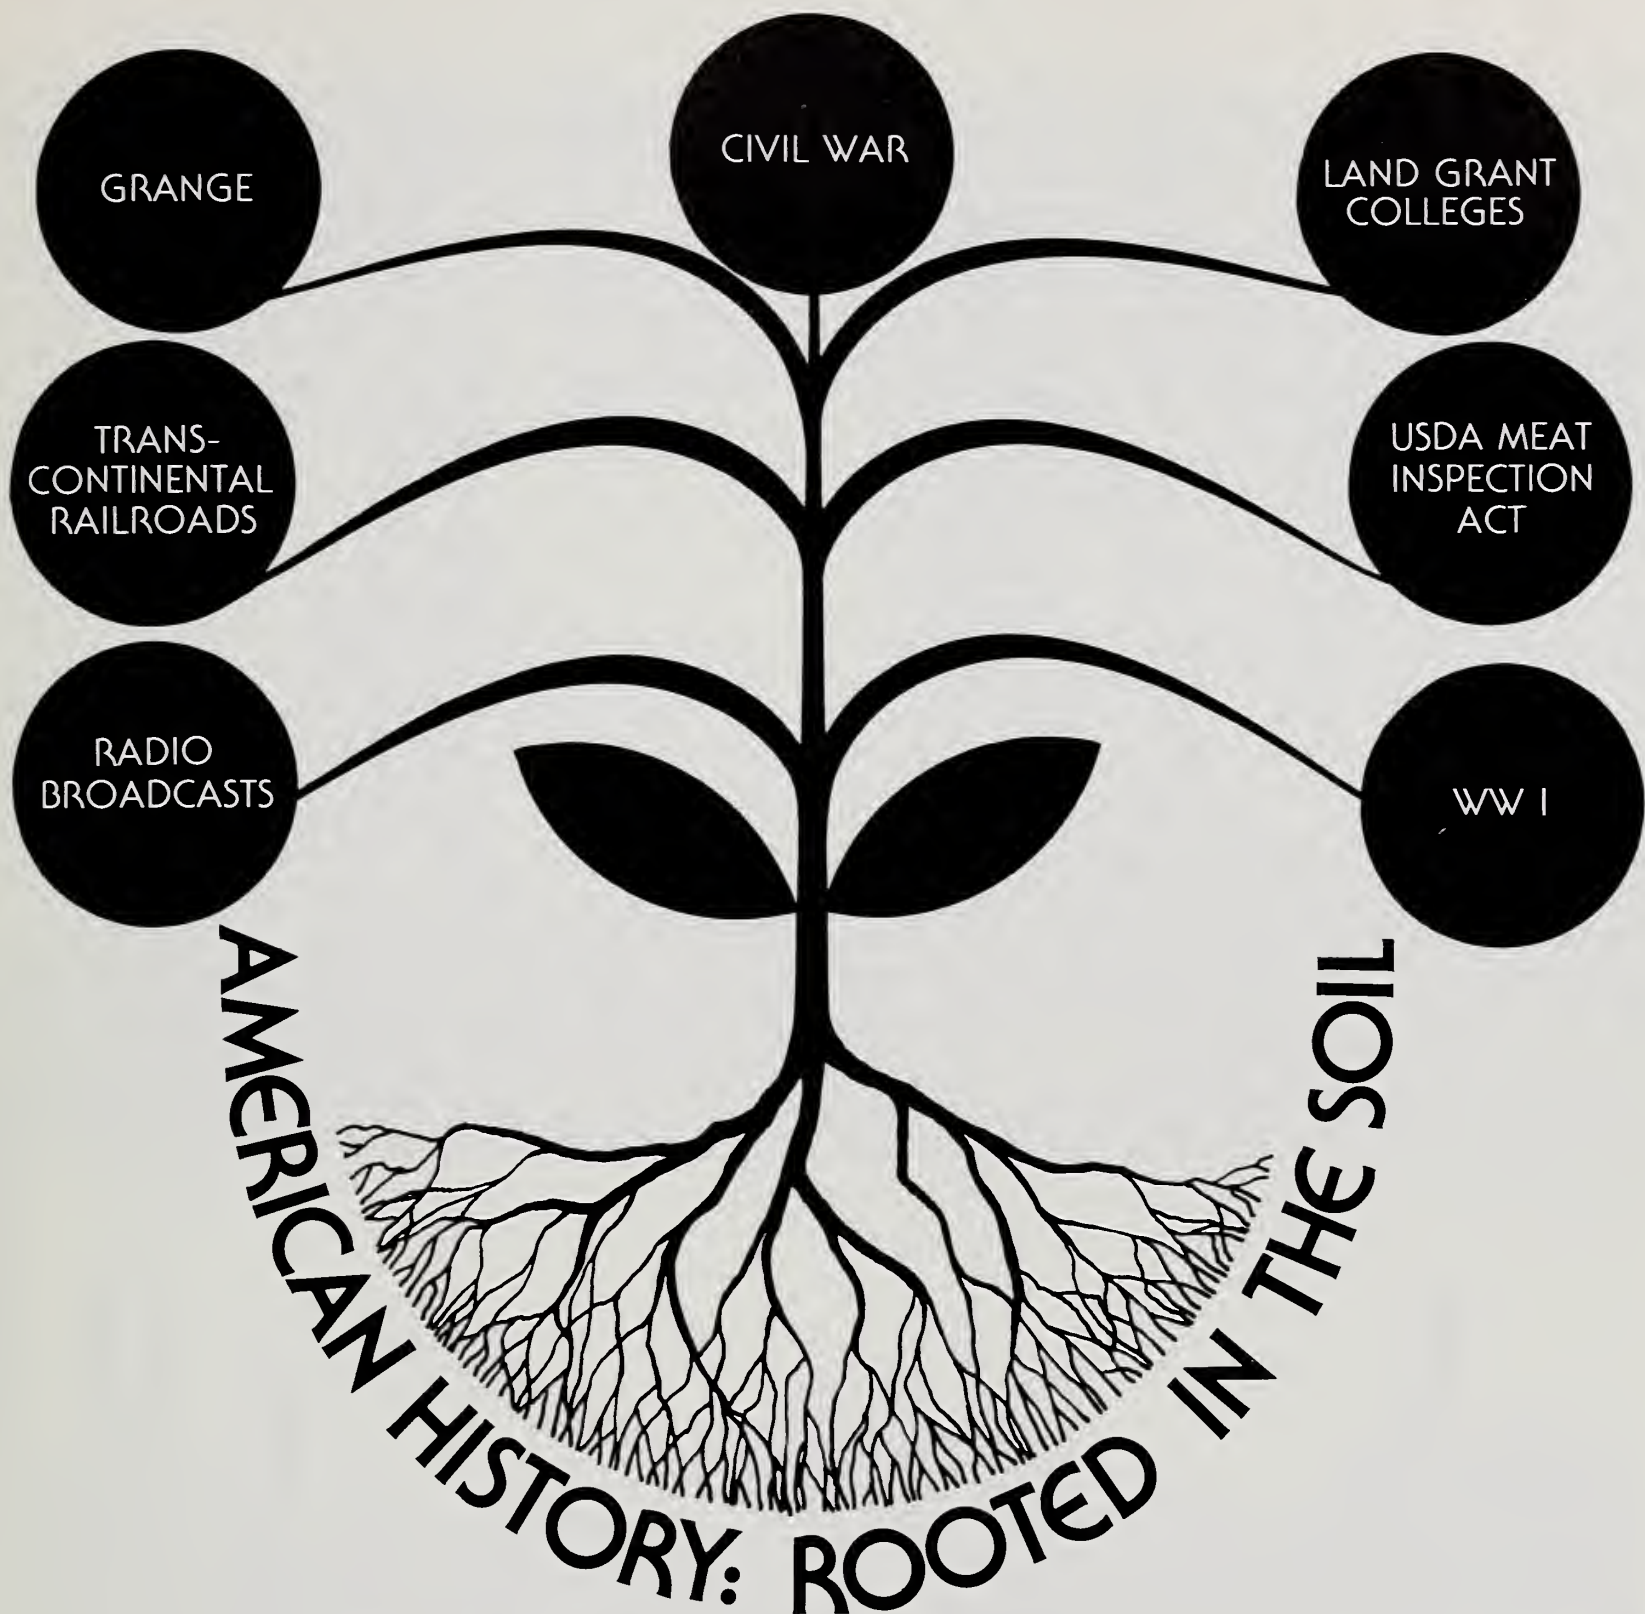 CIVIL WAR
GRANGE
LAND GRANT
COLLEGES
TRANS-
CONTINENTAL
RAILROADS
USDA MEAT
INSPECTION
ACT
RADIO
BROADCASTS
WW I
AMERICAN HISTORY: ROOTED IN THE SOIL